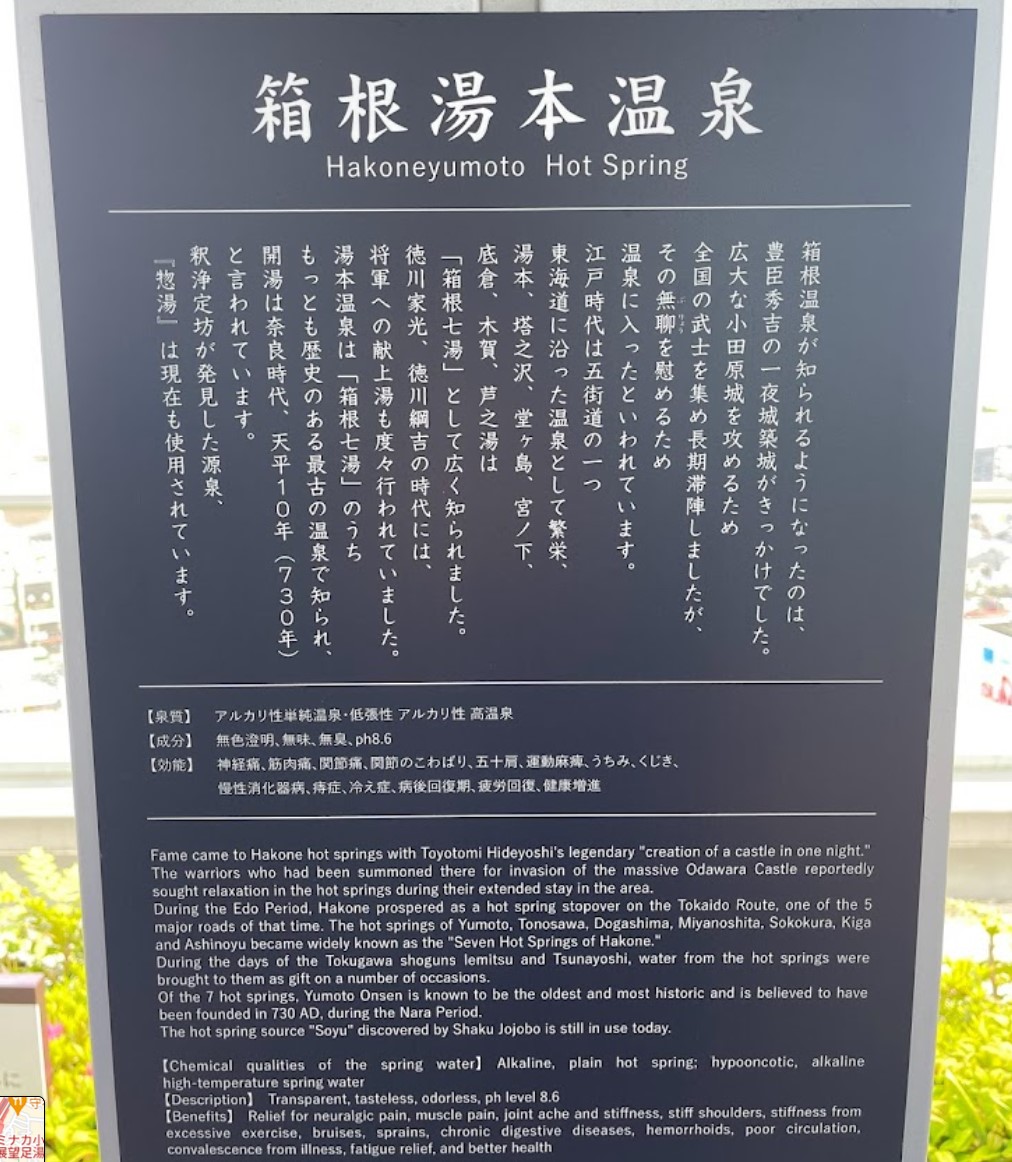 箱根湯本温泉
Hakoneyumoto Hot Spring
箱根温泉が知られるようになったのは、
豊臣秀吉の一夜城築城がきっかけでした。
広大な小田原城を攻めるため
全国の武士を集め長期滞陣しましたが、
その無聊を慰めるため
ぶりょう
温泉に入ったといわれています。
江戸時代は五街道の一つ
東海道に沿った温泉として繁栄、
湯本、塔之沢、堂ヶ島、宮ノ下、
底倉、木賀、芦之湯は
「箱根七湯」として広く知られました。
徳川家光、徳川綱吉の時代には、
将軍への献上湯も度々行われていました。
湯本温泉は「箱根七湯」のうち
もっとも歴史のある最古の温泉で知られ、
開湯は奈良時代、天平10年（730年）
と言われています。
釈浄定坊が発見した源泉、
『惣湯』は現在も使用されています。
【泉質】 アルカリ性単純温泉・低張性 アルカリ性 高温泉
【成分】 無色澄明、無味、無臭、ph8.6
【効能】 神経痛、筋肉痛、関節痛、関節のこわばり、五十肩、運動麻痺、うちみ、くじき、
慢性消化器病、痔症、冷え症、病後回復期、疲労回復、健康増進
Fame came to Hakone hot springs with Toyotomi Hideyoshi's legendary "creation of a castle in one night."
The warriors who had been summoned there for invasion of the massive Odawara Castle reportedly
sought relaxation in the hot springs during their extended stay in the area.
During the Edo Period, Hakone prospered as a hot spring stopover on the Tokaido Route, one of the 5
major roads of that time. The hot springs of Yumoto, Tonosawa, Dogashima, Miyanoshita, Sokokura, Kiga
and Ashinoyu became widely known as the "Seven Hot Springs of Hakone."
During the days of the Tokugawa shoguns Iemitsu and Tsunayoshi, water from the hot springs were
brought to them as gift on a number of occasions.
Of the 7 hot springs, Yumoto Onsen is known to be the oldest and most historic and is believed to have
been founded in 730 AD, during the Nara Period.
The hot spring source "Soyu" discovered by Shaku Jojobo is still in use today.
【Chemical qualities of the spring water】 Alkaline, plain hot spring; hypooncotic, alkaline
high-temperature spring water
【Description】 Transparent, tasteless, odorless, ph level 8.6
【Benefits】 Relief for neuralgic pain, muscle pain, joint ache and stiffness, stiff shoulders, stiffness from
excessive exercise, bruises, sprains, chronic digestive diseases, hemorrhoids, poor circulation,
convalescence from illness, fatigue relief, and better health
守
ミナカ小
展望足湯